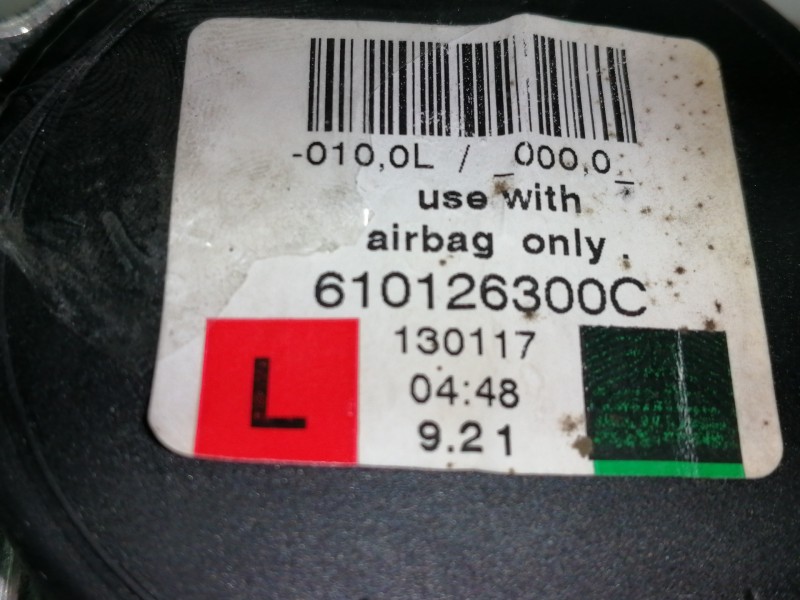 -010,0L / _000,0_
use with
airbag only.
610126300C
130117
L
04:48
9.21